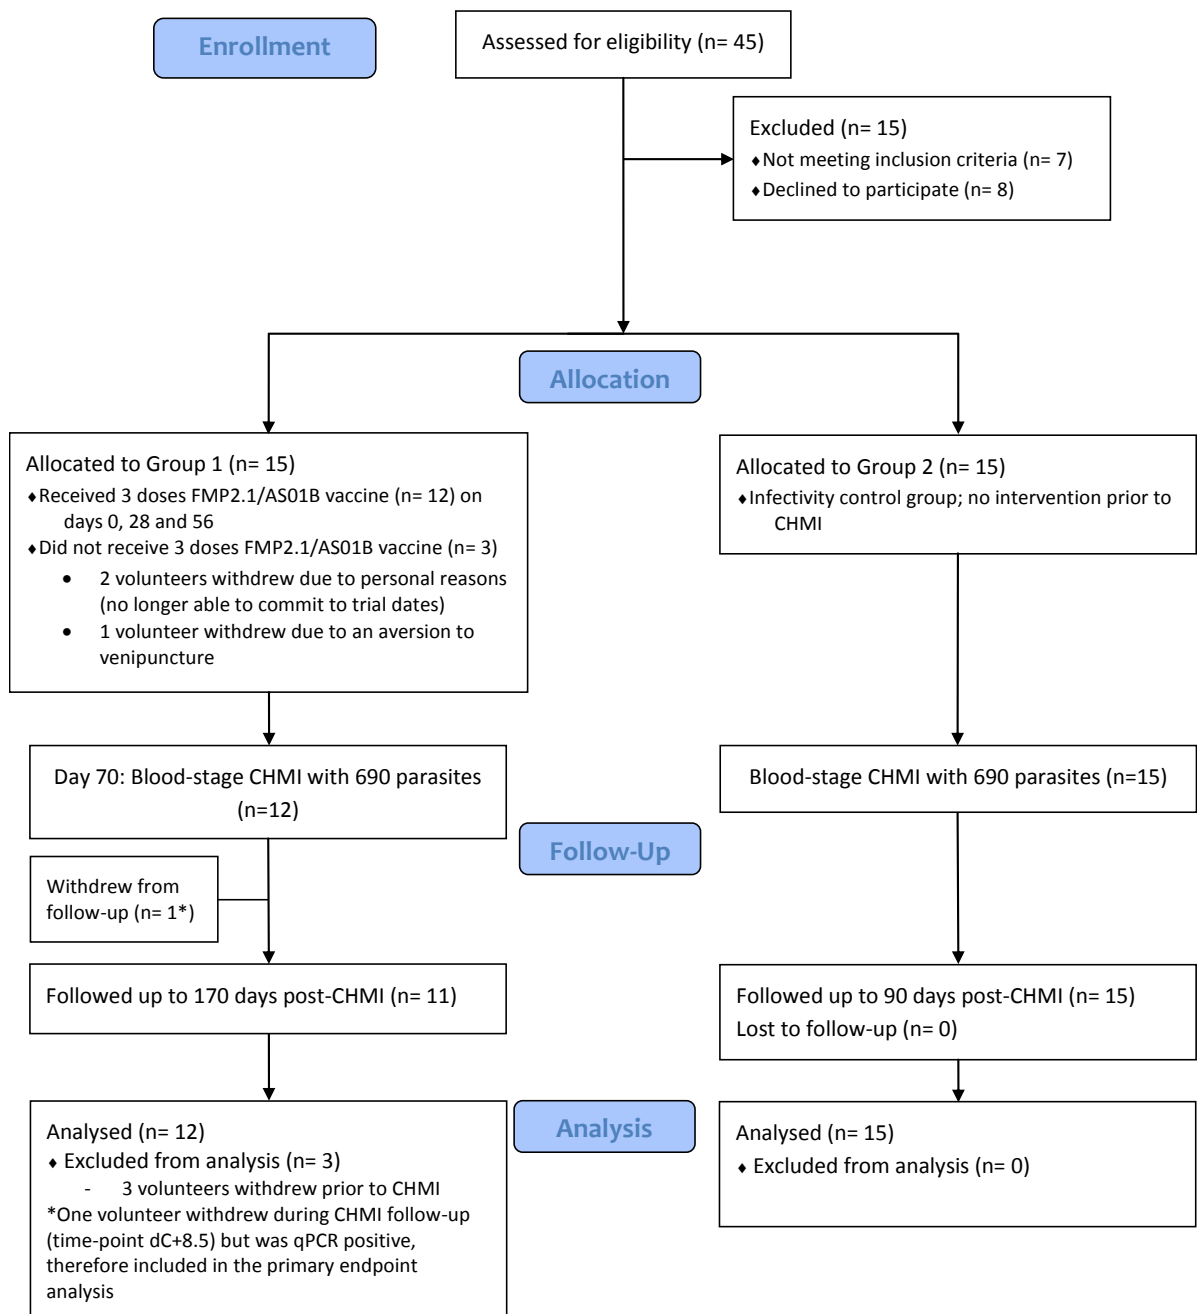 Enrollment
Assessed for eligibility (n= 45)
Excluded (n= 15)
♦Not meeting inclusion criteria (n= 7)
♦Declined to participate (n= 8)
Allocation
Allocated to Group 1 (n= 15)
♦Received 3 doses FMP2.1/AS01B vaccine (n= 12) on
days 0, 28 and 56
♦Did not receive 3 doses FMP2.1/AS01B vaccine (n= 3)
• 2 volunteers withdrew due to personal reasons
(no longer able to commit to trial dates)
• 1 volunteer withdrew due to an aversion to
venipuncture
Allocated to Group 2 (n= 15)
♦Infectivity control group; no intervention prior to
CHMI
Day 70: Blood-stage CHMI with 690 parasites
(n=12)
Blood-stage CHMI with 690 parasites (n=15)
Follow-Up
Withdrew from
follow-up (n= 1*)
Followed up to 170 days post-CHMI (n= 11)
Followed up to 90 days post-CHMI (n= 15)
Lost to follow-up (n= 0)
Analysis
Analysed (n= 12)
♦ Excluded from analysis (n= 3)
- 3 volunteers withdrew prior to CHMI
*One volunteer withdrew during CHMI follow-up
(time-point dC+8.5) but was qPCR positive,
therefore included in the primary endpoint
analysis
Analysed (n= 15)
♦ Excluded from analysis (n= 0)